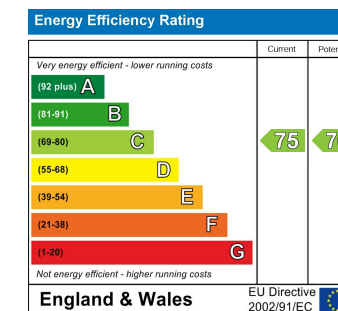 Energy Efficiency Rating
Current
Very energy efficient - lower running costs
(92 plus) A
(81-91) B
(69-80) C 75
(55-68) D
(39-54) E
(21-38) F
(1-20) G
Not energy efficient - higher running costs
England & Wales
EU Directive
2002/91/EC